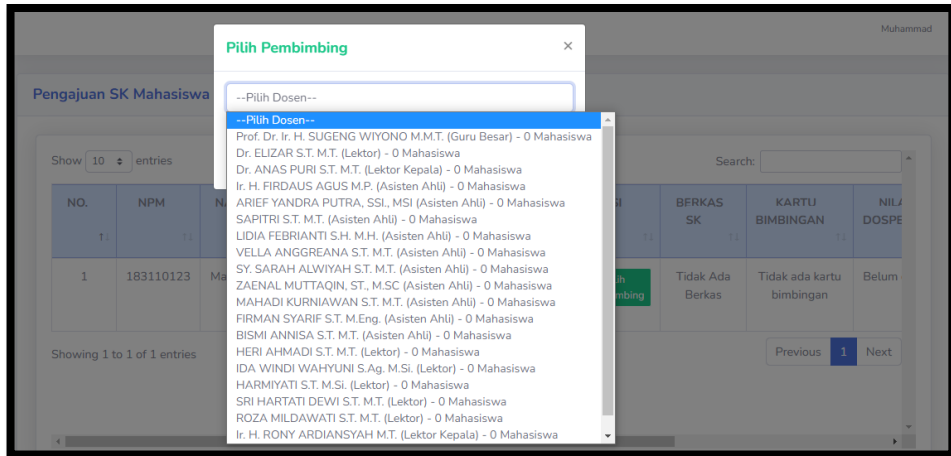 Muhammad
Pilih Pembimbing ×
Pengajuan SK Mahasiswa
--Pilih Dosen--
--Pilih Dosen--
Prof. Dr. Ir. H. SUGENG WIYONO M.M.T. (Guru Besar) - 0 Mahasiswa
Dr. ELIZAR S.T. M.T. (Lektor) - 0 Mahasiswa
Dr. ANAS PURI S.T. M.T. (Lektor Kepala) - 0 Mahasiswa
Ir. H. FIRDAUS AGUS M.P. (Asisten Ahli) - 0 Mahasiswa
ARIEF YANDRA PUTRA, SSI., MSI (Asisten Ahli) - 0 Mahasiswa
SAPITRI S.T. M.T. (Asisten Ahli) - 0 Mahasiswa
LIDIA FEBRIANTI S.H. M.H. (Asisten Ahli) - 0 Mahasiswa
VELLA ANGGREANA S.T. M.T. (Asisten Ahli) - 0 Mahasiswa
SY. SARAH ALWIYAH S.T. M.T. (Asisten Ahli) - 0 Mahasiswa
ZAENAL MUTTAQIN, ST., M.SC (Asisten Ahli) - 0 Mahasiswa
MAHADI KURNIAWAN S.T. M.T. (Asisten Ahli) - 0 Mahasiswa
FIRMAN SYARIF S.T. M.Eng. (Asisten Ahli) - 0 Mahasiswa
BISMI ANNISA S.T. M.T. (Asisten Ahli) - 0 Mahasiswa
HERI AHMADI S.T. M.T. (Lektor) - 0 Mahasiswa
IDA WINDI WAHYUNI S.Ag. M.Si. (Lektor) - 0 Mahasiswa
HARMIYATI S.T. M.Si. (Lektor) - 0 Mahasiswa
SRI HARTATI DEWI S.T. M.T. (Lektor) - 0 Mahasiswa
ROZA MILDAWATI S.T. M.T. (Lektor) - 0 Mahasiswa
Ir. H. RONY ARDIANSYAH M.T. (Lektor Kepala) - 0 Mahasiswa
Show 10 entries
Search:
NO. NPM
BERKAS SK
KARTU BIMBINGAN
1 183110123
Tidak Ada Berkas
Tidak ada kartu bimbingan
Belum
Showing 1 to 1 of 1 entries
Previous 1 Next